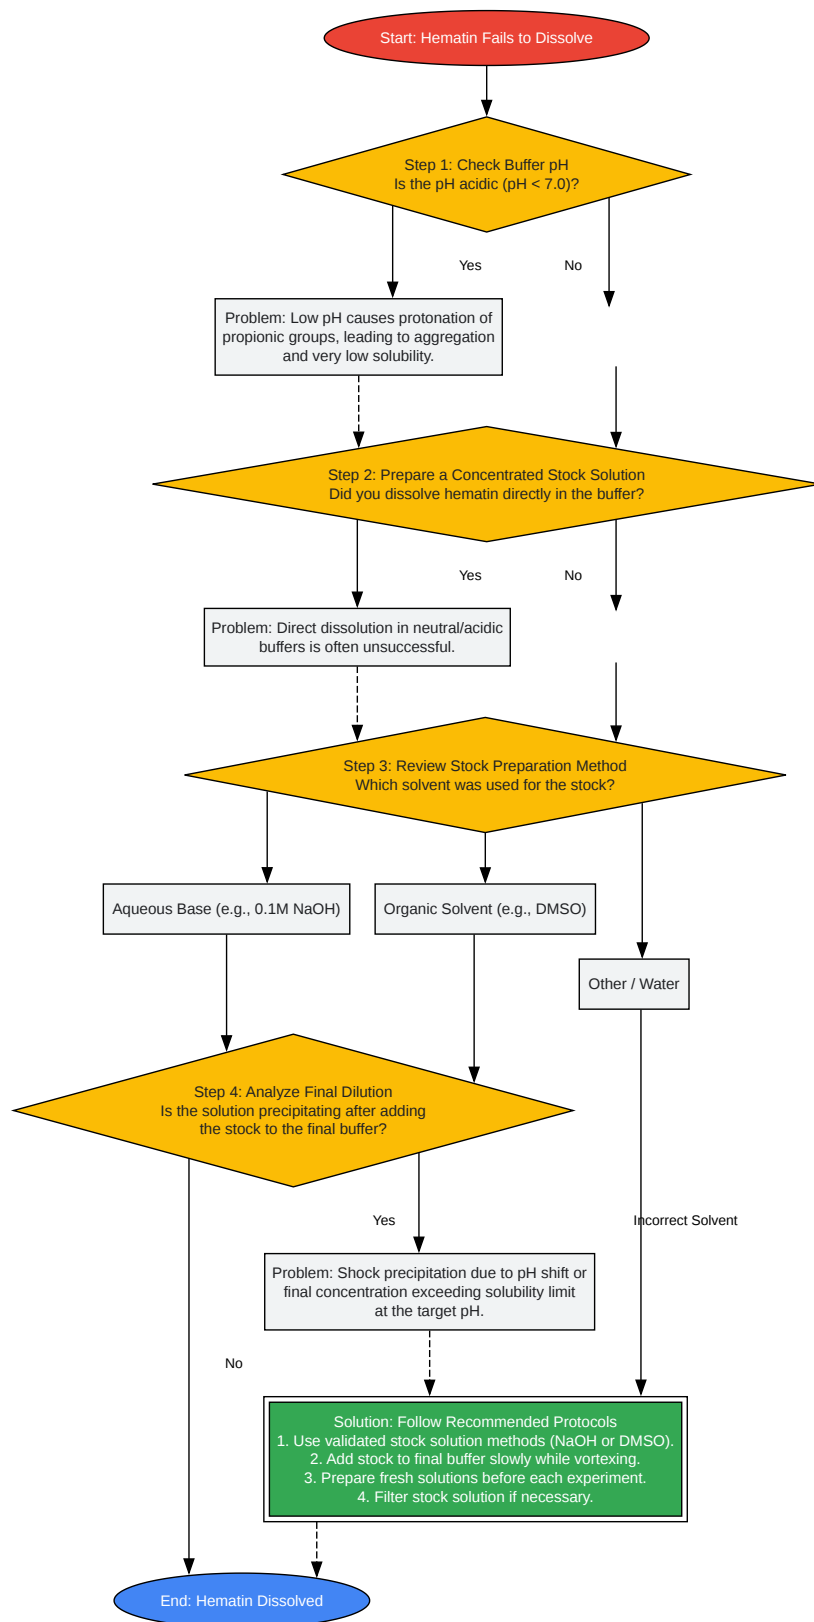 Start: Hematin Fails to Dissolve
Step 1: Check Buffer pH
Is the pH acidic (pH < 7.0)?
Yes
No
Problem: Low pH causes protonation of
propionic groups, leading to aggregation
and very low solubility.
Step 2: Prepare a Concentrated Stock Solution
Did you dissolve hematin directly in the buffer?
Yes
No
Problem: Direct dissolution in neutral/acidic
buffers is often unsuccessful.
Step 3: Review Stock Preparation Method
Which solvent was used for the stock?
Aqueous Base (e.g., 0.1M NaOH)
Organic Solvent (e.g., DMSO)
Other / Water
Step 4: Analyze Final Dilution
Is the solution precipitating after adding
the stock to the final buffer?
Yes
Incorrect Solvent
Problem: Shock precipitation due to pH shift or
final concentration exceeding solubility limit
at the target pH.
No
Solution: Follow Recommended Protocols
1. Use validated stock solution methods (NaOH or DMSO).
2. Add stock to final buffer slowly while vortexing.
3. Prepare fresh solutions before each experiment.
4. Filter stock solution if necessary.
End: Hematin Dissolved